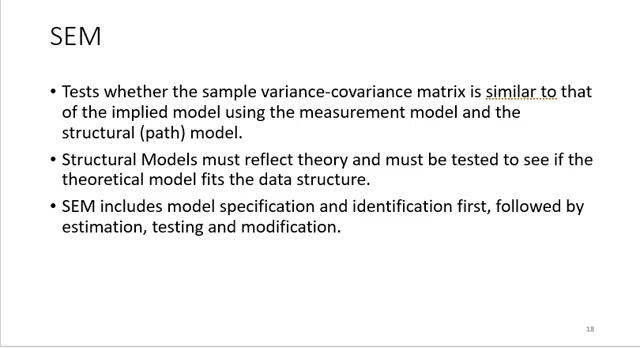 SEM
• Tests whether the sample variance-covariance matrix is similar to that
of the implied model using the measurement model and the
structural (path) model.
• Structural Models must reflect theory and must be tested to see if the
theoretical model fits the data structure.
• SEM includes model specification and identification first, followed by
estimation, testing and modification.
18